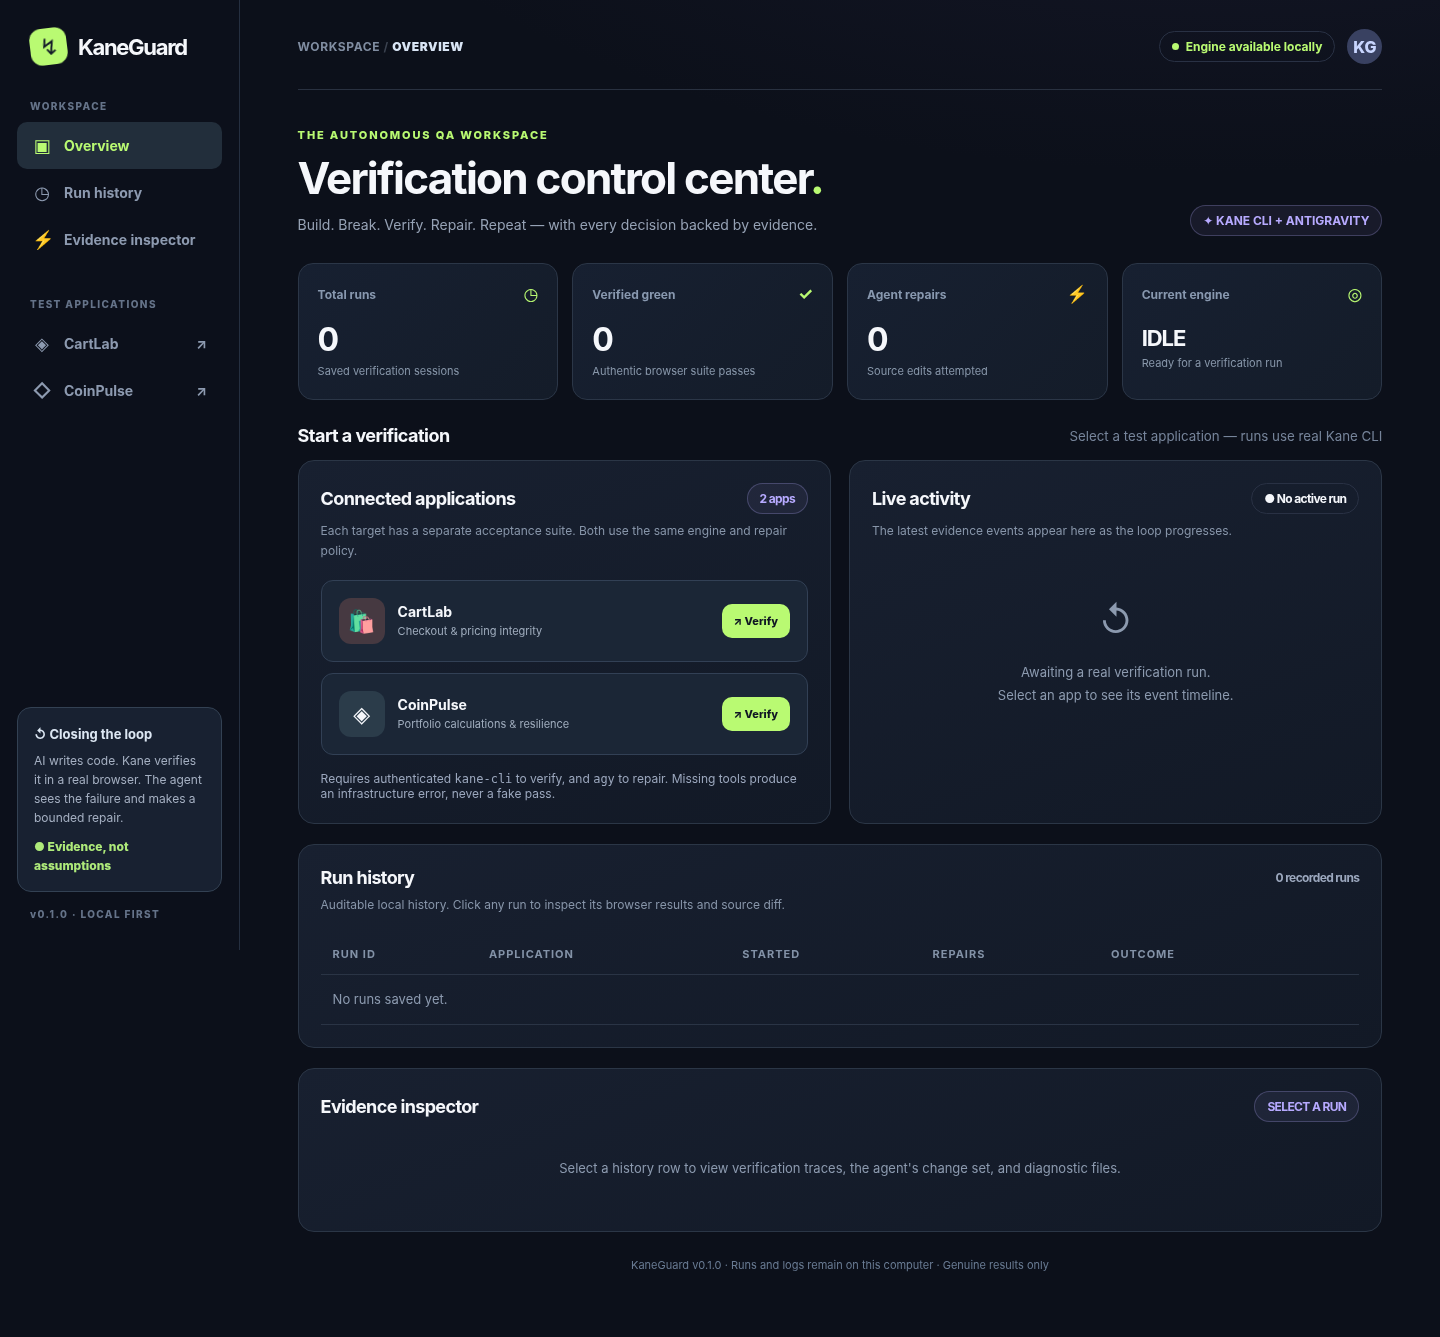 KaneGuard
WORKSPACE
Overview
Run history
Evidence inspector
TEST APPLICATIONS
CartLab ↗
CoinPulse ↗
Closing the loop
AI writes code. Kane verifies
it in a real browser. The agent
sees the failure and makes a
bounded repair.
● Evidence, not
assumptions
v0.1.0 · LOCAL FIRST
WORKSPACE / OVERVIEW
Engine available locally
KG
THE AUTONOMOUS QA WORKSPACE
Verification control center.
Build. Break. Verify. Repair. Repeat — with every decision backed by evidence.
✦ KANE CLI + ANTIGRAVITY
Total runs
0
Saved verification sessions
Verified green
0
Authentic browser suite passes
Agent repairs
0
Source edits attempted
Current engine
IDLE
Ready for a verification run
Start a verification
Select a test application — runs use real Kane CLI
Connected applications
2 apps
Each target has a separate acceptance suite. Both use the same engine and repair
policy.
CartLab
Checkout & pricing integrity
↗ Verify
CoinPulse
Portfolio calculations & resilience
↗ Verify
Requires authenticated kane-cli to verify, and agy to repair. Missing tools produce
an infrastructure error, never a fake pass.
Live activity
● No active run
The latest evidence events appear here as the loop progresses.
Awaiting a real verification run.
Select an app to see its event timeline.
Run history
0 recorded runs
Auditable local history. Click any run to inspect its browser results and source diff.
RUN ID APPLICATION STARTED REPAIRS OUTCOME
No runs saved yet.
Evidence inspector
SELECT A RUN
Select a history row to view verification traces, the agent's change set, and diagnostic files.
KaneGuard v0.1.0 · Runs and logs remain on this computer · Genuine results only